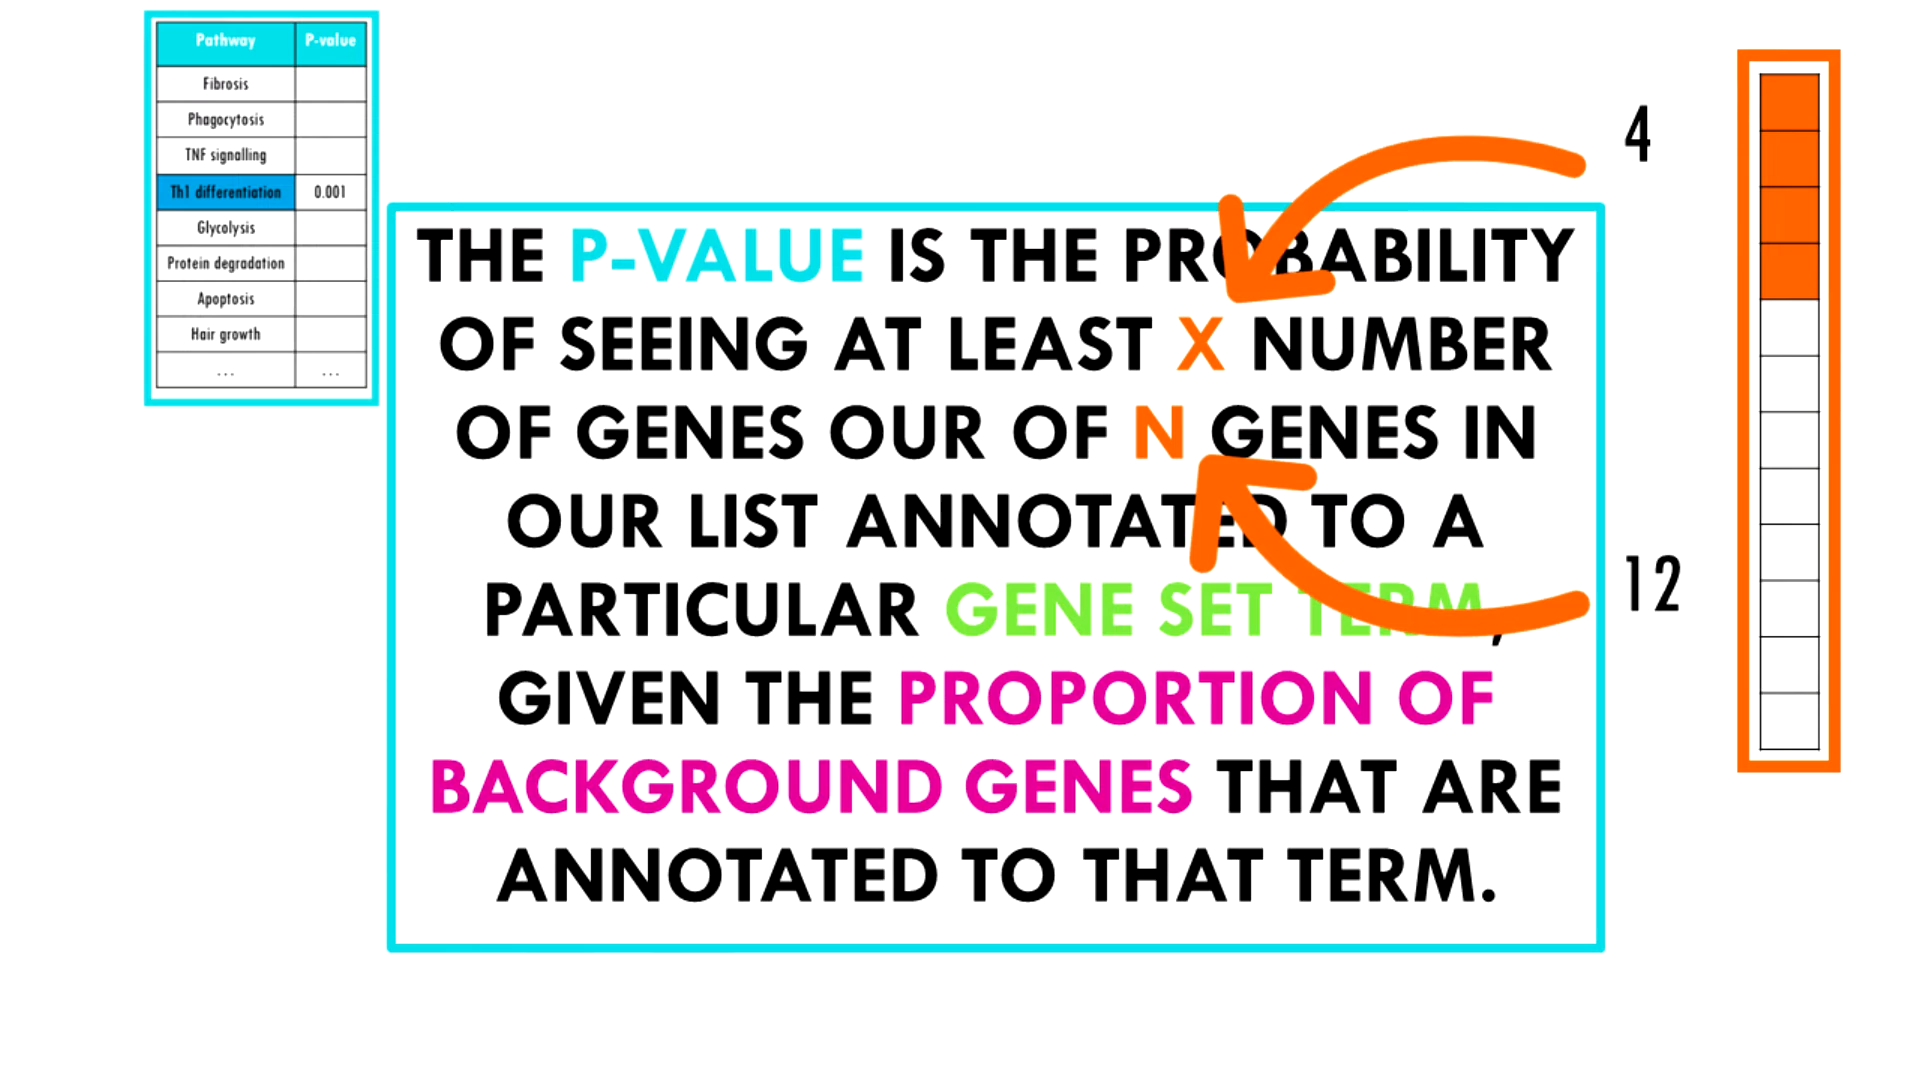 Pathway P-value
Fibrosis
Phagocytosis
TNF signalling
Th1 differentiation 0.001
Glycolysis
Protein degradation
Apoptosis
Hair growth
... ...
4
THE P-VALUE IS THE PROBABILITY
OF SEEING AT LEAST X NUMBER
OF GENES OUR OF N GENES IN
OUR LIST ANNOTATED TO A
PARTICULAR GENE SET TERM,
GIVEN THE PROPORTION OF
BACKGROUND GENES THAT ARE
ANNOTATED TO THAT TERM.
12